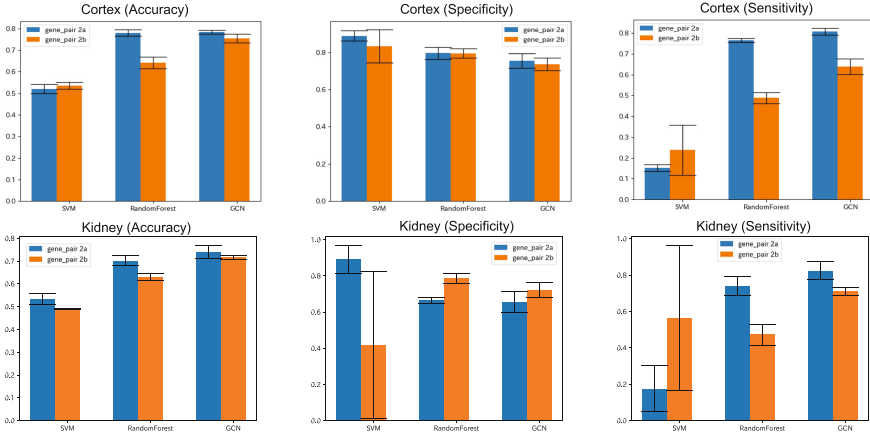 Cortex (Accuracy)
gene_pair 2a
gene_pair 2b
0.8
0.7
0.6
0.5
0.4
0.3
0.2
0.1
0.0
SVM
RandomForest
GCN
Cortex (Specificity)
gene_pair 2a
gene_pair 2b
0.8
0.6
0.4
0.2
0.0
SVM
RandomForest
GCN
Cortex (Sensitivity)
gene_pair 2a
gene_pair 2b
0.8
0.7
0.6
0.5
0.4
0.3
0.2
0.1
0.0
SVM
RandomForest
GCN
Kidney (Accuracy)
gene_pair 2a
gene_pair 2b
0.8
0.7
0.6
0.5
0.4
0.3
0.2
0.1
0.0
SVM
RandomForest
GCN
Kidney (Specificity)
gene_pair 2a
gene_pair 2b
1.0
0.8
0.6
0.4
0.2
0.0
SVM
RandomForest
GCN
Kidney (Sensitivity)
gene_pair 2a
gene_pair 2b
1.0
0.8
0.6
0.4
0.2
0.0
SVM
RandomForest
GCN